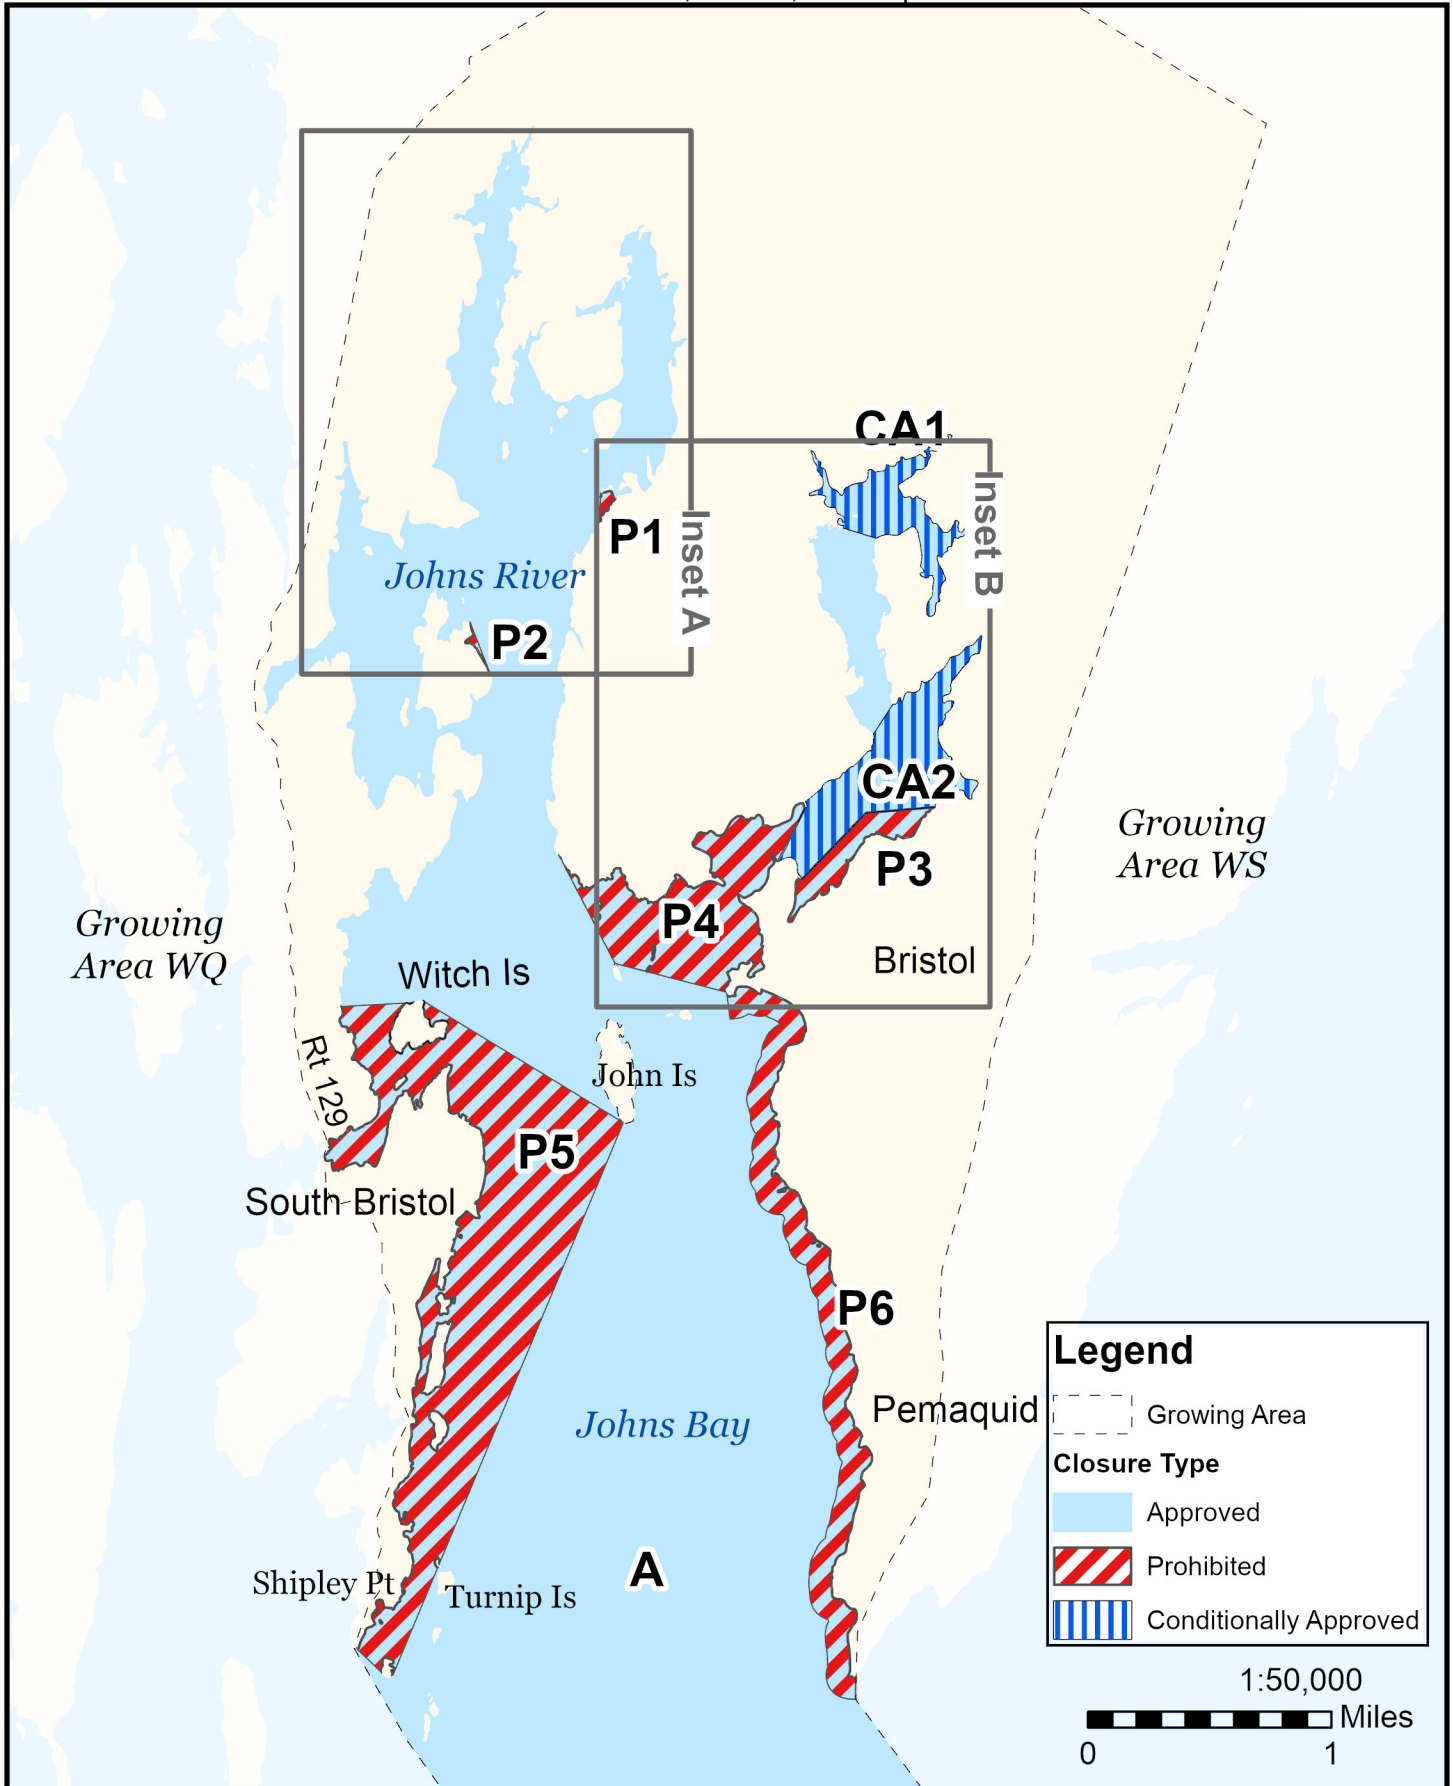 CA1
Inset B
P1
Inset A
Johns River
P2
CA2
Growing
Area WS
P3
P4
Growing
Area WQ
Bristol
Witch Is
Rt 129
John Is
P5
South Bristol
P6
Legend
Growing Area
Closure Type
Approved
Prohibited
Conditionally Approved
Pemaquid
Johns Bay
A
Shipley Pt
Turnip Is
1:50,000
Miles
0 1